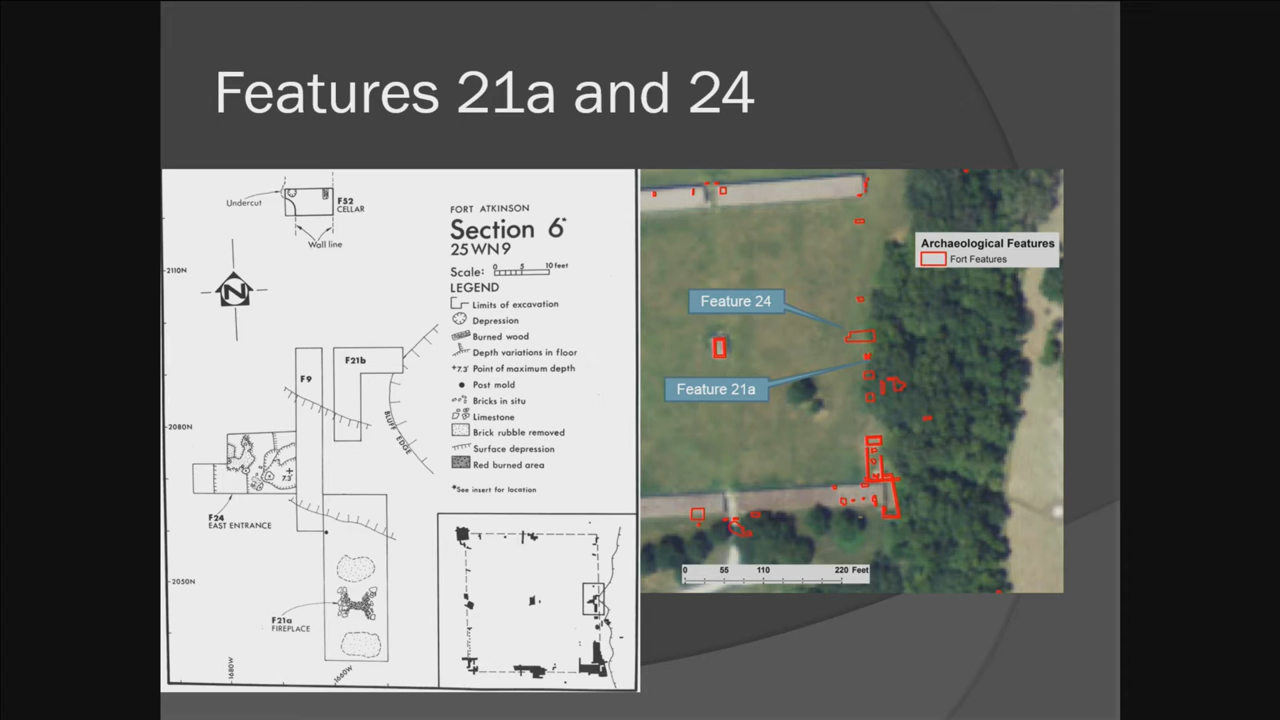 Features 21a and 24
Undercut
F52
CELLAR
Wall line
FORT ATKINSON
Section 6*
25 WN 9
Scale: 0 5 10 feet
LEGEND
Limits of excavation
Depression
Burned wood
Depth variations in floor
+7.3' Point of maximum depth
Post mold
Bricks in situ
Limestone
Brick rubble removed
Surface depression
Red burned area
*See insert for location
2110N
N
F9
F21b
BLUFF EDGE
2080N
7.3'
F24
EAST ENTRANCE
2050N
F21a
FIREPLACE
1680W
1660W
Archaeological Features
Fort Features
Feature 24
Feature 21a
0 55 110 220 Feet